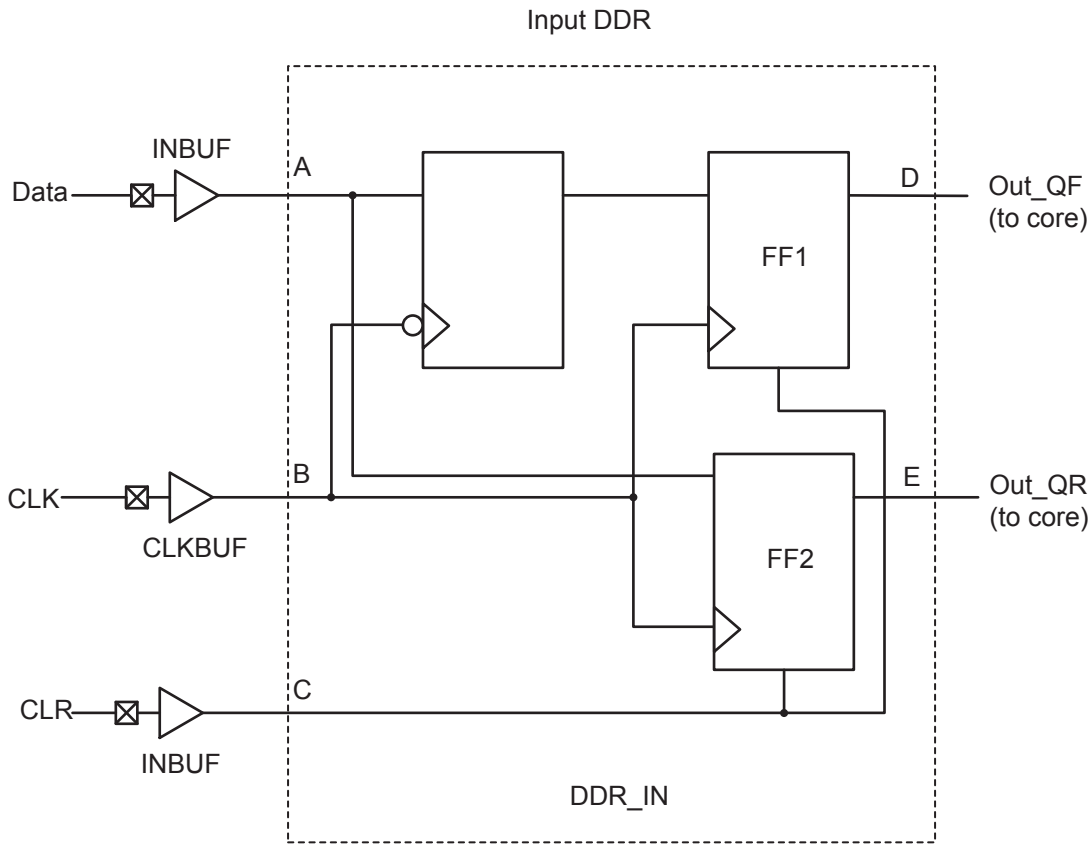 Input DDR
INBUF
A
D
Data
Out_QF
(to core)
FF1
B
E
CLK
Out_QR
(to core)
CLKBUF
FF2
C
CLR
INBUF
DDR_IN